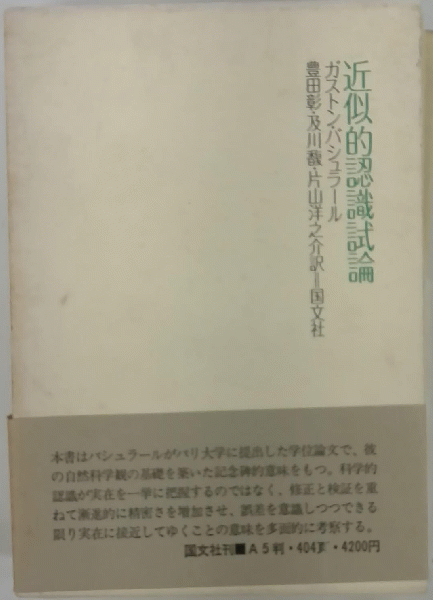 近似的認識試論
ガストン・バシュラール
豊田彰・及川馥・片山洋之介訳＝国文社
本書はバシュラールがパリ大学に提出した学位論文で、彼
の自然科学観の基礎を築いた記念碑的意味をもつ。科学的
認識が実在を一挙に把握するのではなく、修正と検証を重
ねて漸進的に精密さを増加させ、誤差を意識しつつできる
限り実在に接近してゆくことの意味を多面的に考察する。
国文社刊■A5判・404頁・4200円